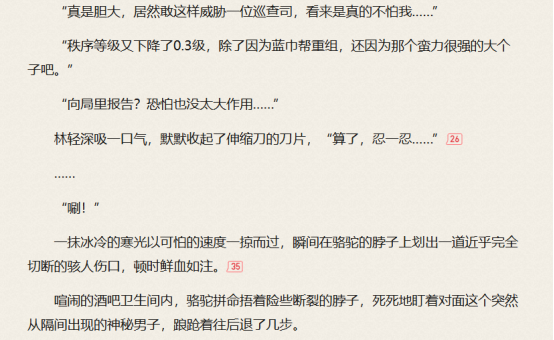 “真是胆大，居然敢这样威胁一位巡查司，看来是真的不怕我......”
“秩序等级又下降了0.3级，除了因为蓝巾帮重组，还因为那个蛮力很强的大个
子吧。”
“向局里报告？恐怕也没太大作用......”
林轻深吸一口气，默默收起了伸缩刀的刀片，“算了，忍一忍......” 26
......
“唰！”
一抹冰冷的寒光以可怕的速度一掠而过，瞬间在骆驼的脖子上划出一道近乎完全
切断的骇人伤口，顿时鲜血如注。 35
喧闹的酒吧卫生间内，骆驼拼命捂着险些断裂的脖子，死死地盯着对面这个突然
从隔间出现的神秘男子，踉跄着往后退了几步。